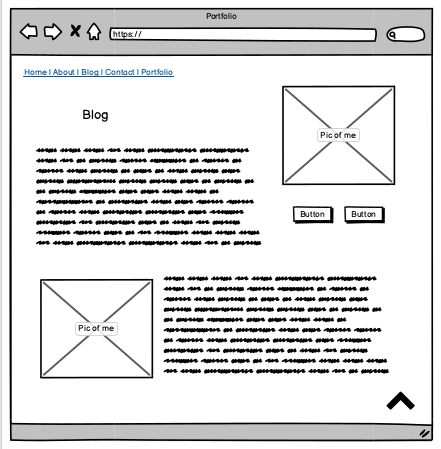 Portfolio
https://
Home | About | Blog | Contact | Portfolio
Blog
Pic of me
Button Button
Pic of me